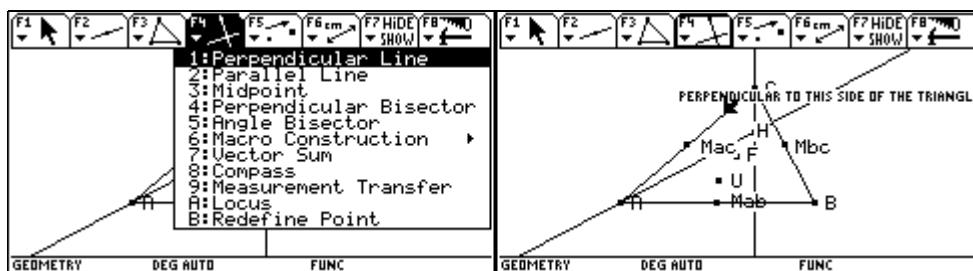 F1 F2 F3 F4 F5 F6 cm F7 HiDE SHOW F8
1:Perpendicular Line
2:Parallel Line
3:Midpoint
4:Perpendicular Bisector
5:Angle Bisector
6:Macro Construction
7:Vector Sum
8:Compass
9:Measurement Transfer
A:Locus
B:Redefine Point
A
GEOMETRY DEG AUTO FUNC
F1 F2 F3 F4 F5 F6 cm F7 HiDE SHOW F8
C
PERPENDICULAR TO THIS SIDE OF THE TRIANGL
H
Mac F Mbc
U
A Mab B
GEOMETRY DEG AUTO FUNC